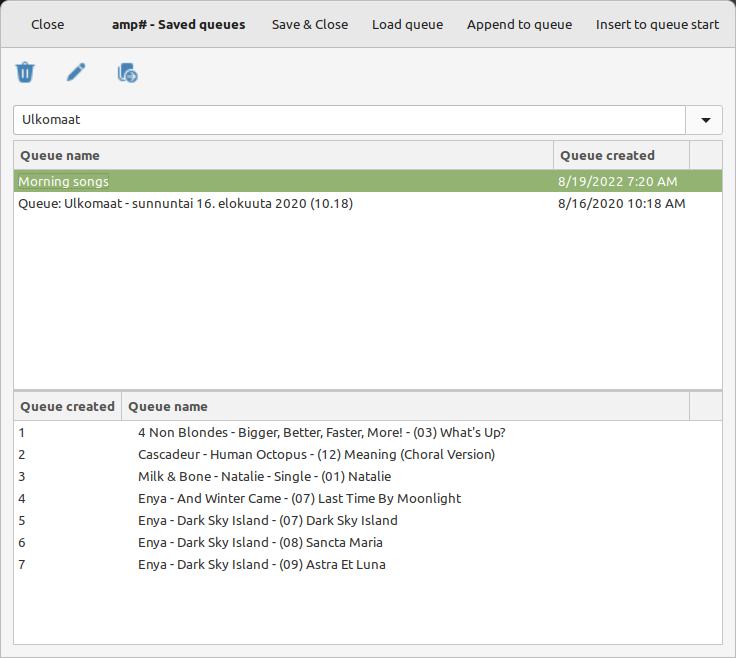 Close amp# - Saved queues Save & Close Load queue Append to queue Insert to queue start
Ulkomaat
Queue name Queue created
Morning songs 8/19/2022 7:20 AM
Queue: Ulkomaat - sunnuntai 16. elokuuta 2020 (10.18) 8/16/2020 10:18 AM
Queue created Queue name
1 4 Non Blondes - Bigger, Better, Faster, More! - (03) What's Up?
2 Cascadeur - Human Octopus - (12) Meaning (Choral Version)
3 Milk & Bone - Natalie - Single - (01) Natalie
4 Enya - And Winter Came - (07) Last Time By Moonlight
5 Enya - Dark Sky Island - (07) Dark Sky Island
6 Enya - Dark Sky Island - (08) Sancta Maria
7 Enya - Dark Sky Island - (09) Astra Et Luna